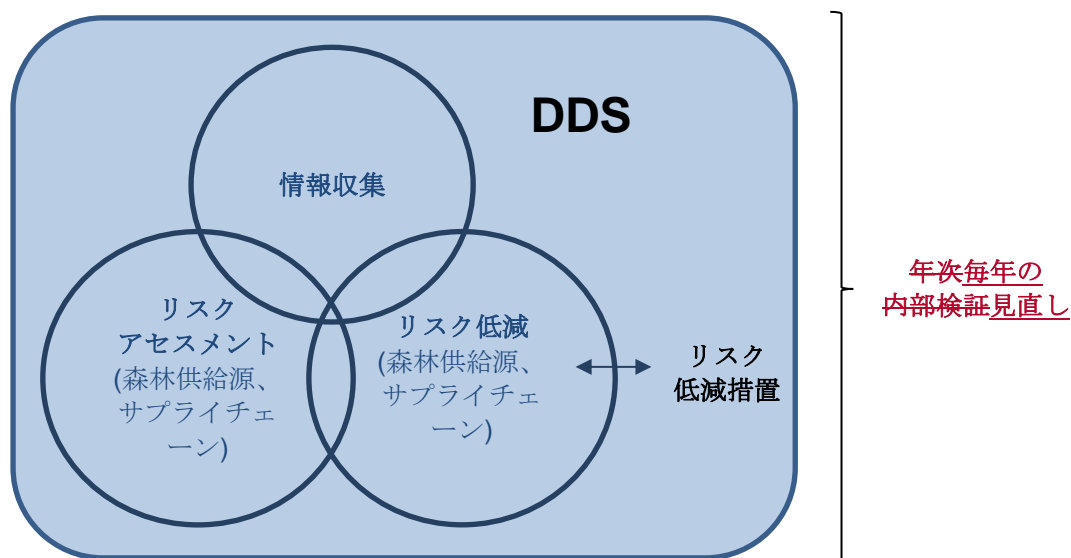 DDS
情報収集
リスク
アセスメント
(森林供給源、
サプライチェ
ーン)
リスク低減
(森林供給源、
サプライチェ
ーン)
リスク
低減措置
年次毎年の
内部検証見直し